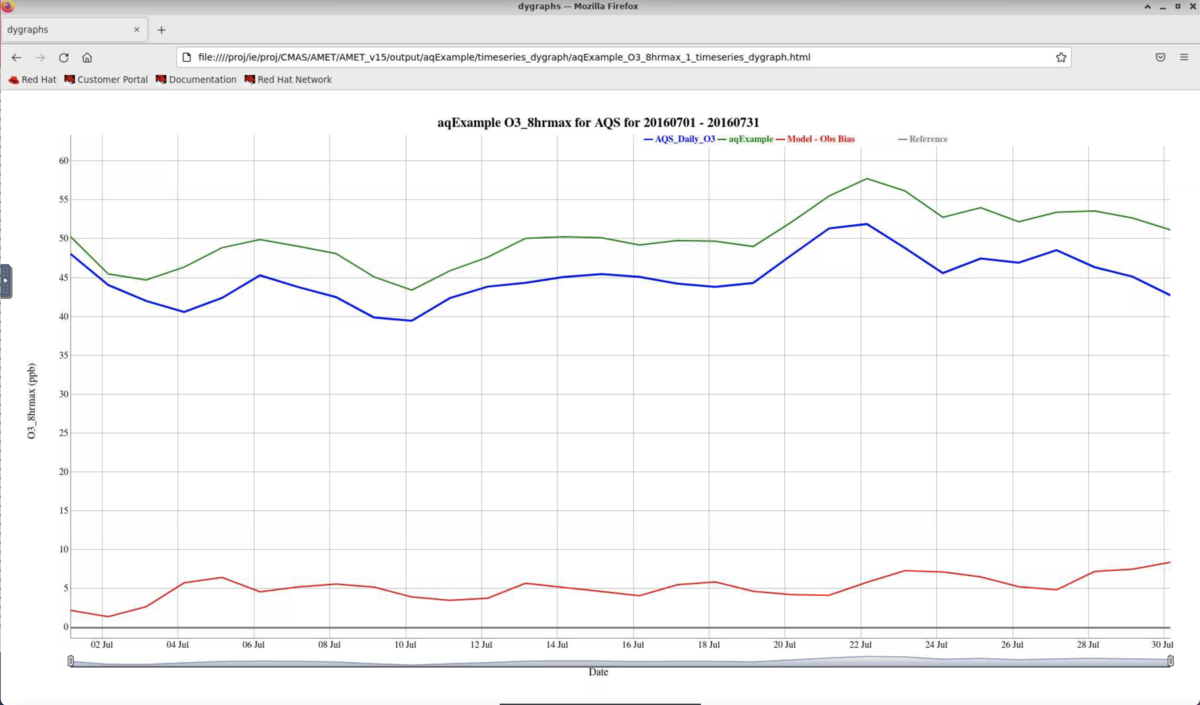 dygraphs — Mozilla Firefox
dygraphs
file:////proj/ie/proj/CMAS/AMET/AMET_v15/output/aqExample/timeseries_dygraph/aqExample_O3_8hrmax_1_timeseries_dygraph.html
Red Hat Customer Portal Documentation Red Hat Network
aqExample O3_8hrmax for AQS for 20160701 - 20160731
AQS_Daily_O3 aqExample Model - Obs Bias Reference
60
55
50
45
40
35
30
25
20
15
10
5
0
O3_8hrmax (ppb)
02 Jul 04 Jul 06 Jul 08 Jul 10 Jul 12 Jul 14 Jul 16 Jul 18 Jul 20 Jul 22 Jul 24 Jul 26 Jul 28 Jul 30 Jul
Date